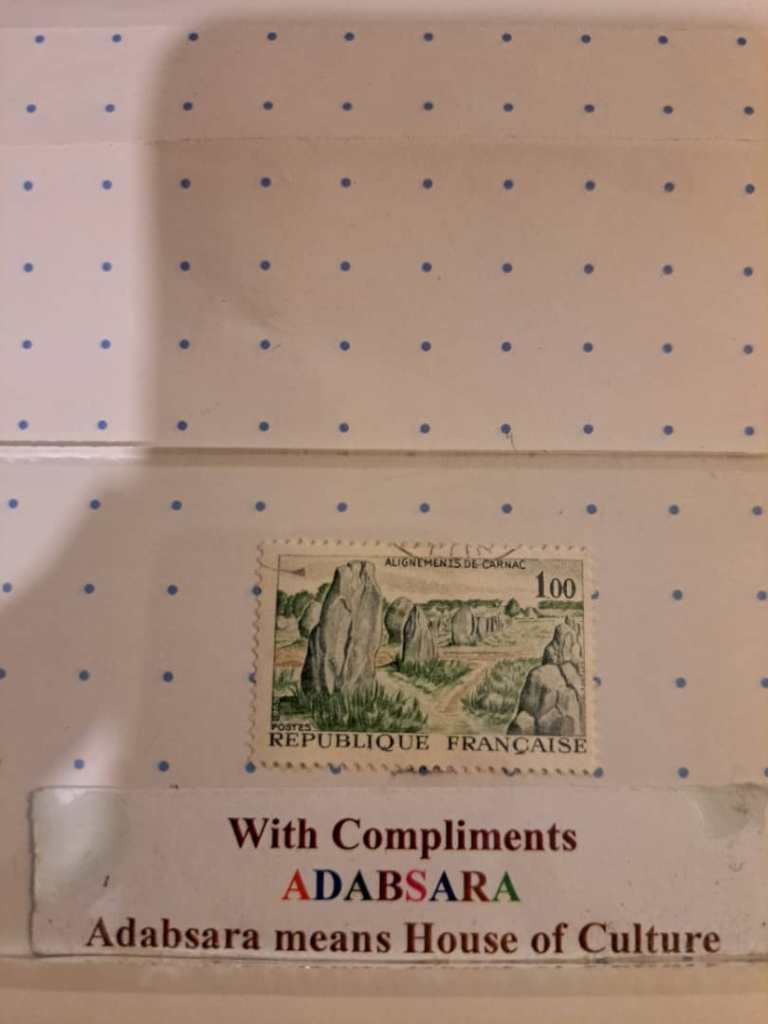 ALIGNEMENTS DE CARNAC
1.00
POSTES
REPUBLIQUE FRANÇAISE
With Compliments
ADABSARA
Adabsara means House of Culture